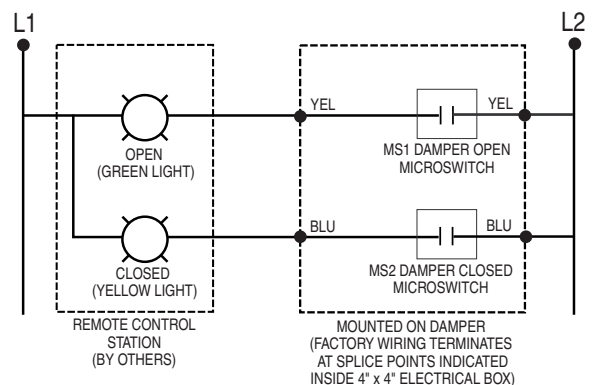 L1
L2
YEL
YEL
OPEN
(GREEN LIGHT)
MS1 DAMPER OPEN
MICROSWITCH
BLU
BLU
CLOSED
(YELLOW LIGHT)
MS2 DAMPER CLOSED
MICROSWITCH
REMOTE CONTROL
STATION
(BY OTHERS)
MOUNTED ON DAMPER
(FACTORY WIRING TERMINATES
AT SPLICE POINTS INDICATED
INSIDE 4" x 4" ELECTRICAL BOX)